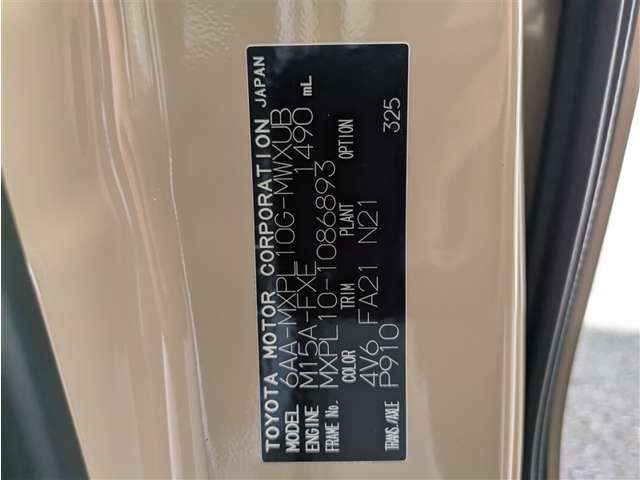 TOYOTA MOTOR CORPORATION JAPAN
MODEL 6AA-MXPL10G-MWXUB
ENGINE M15A-FXE 1490 mL
FRAME No. MXPL10-1086893
COLOR TRIM PLANT OPTION
4V6 FA21 N21
TRANS./AXLE P910 325